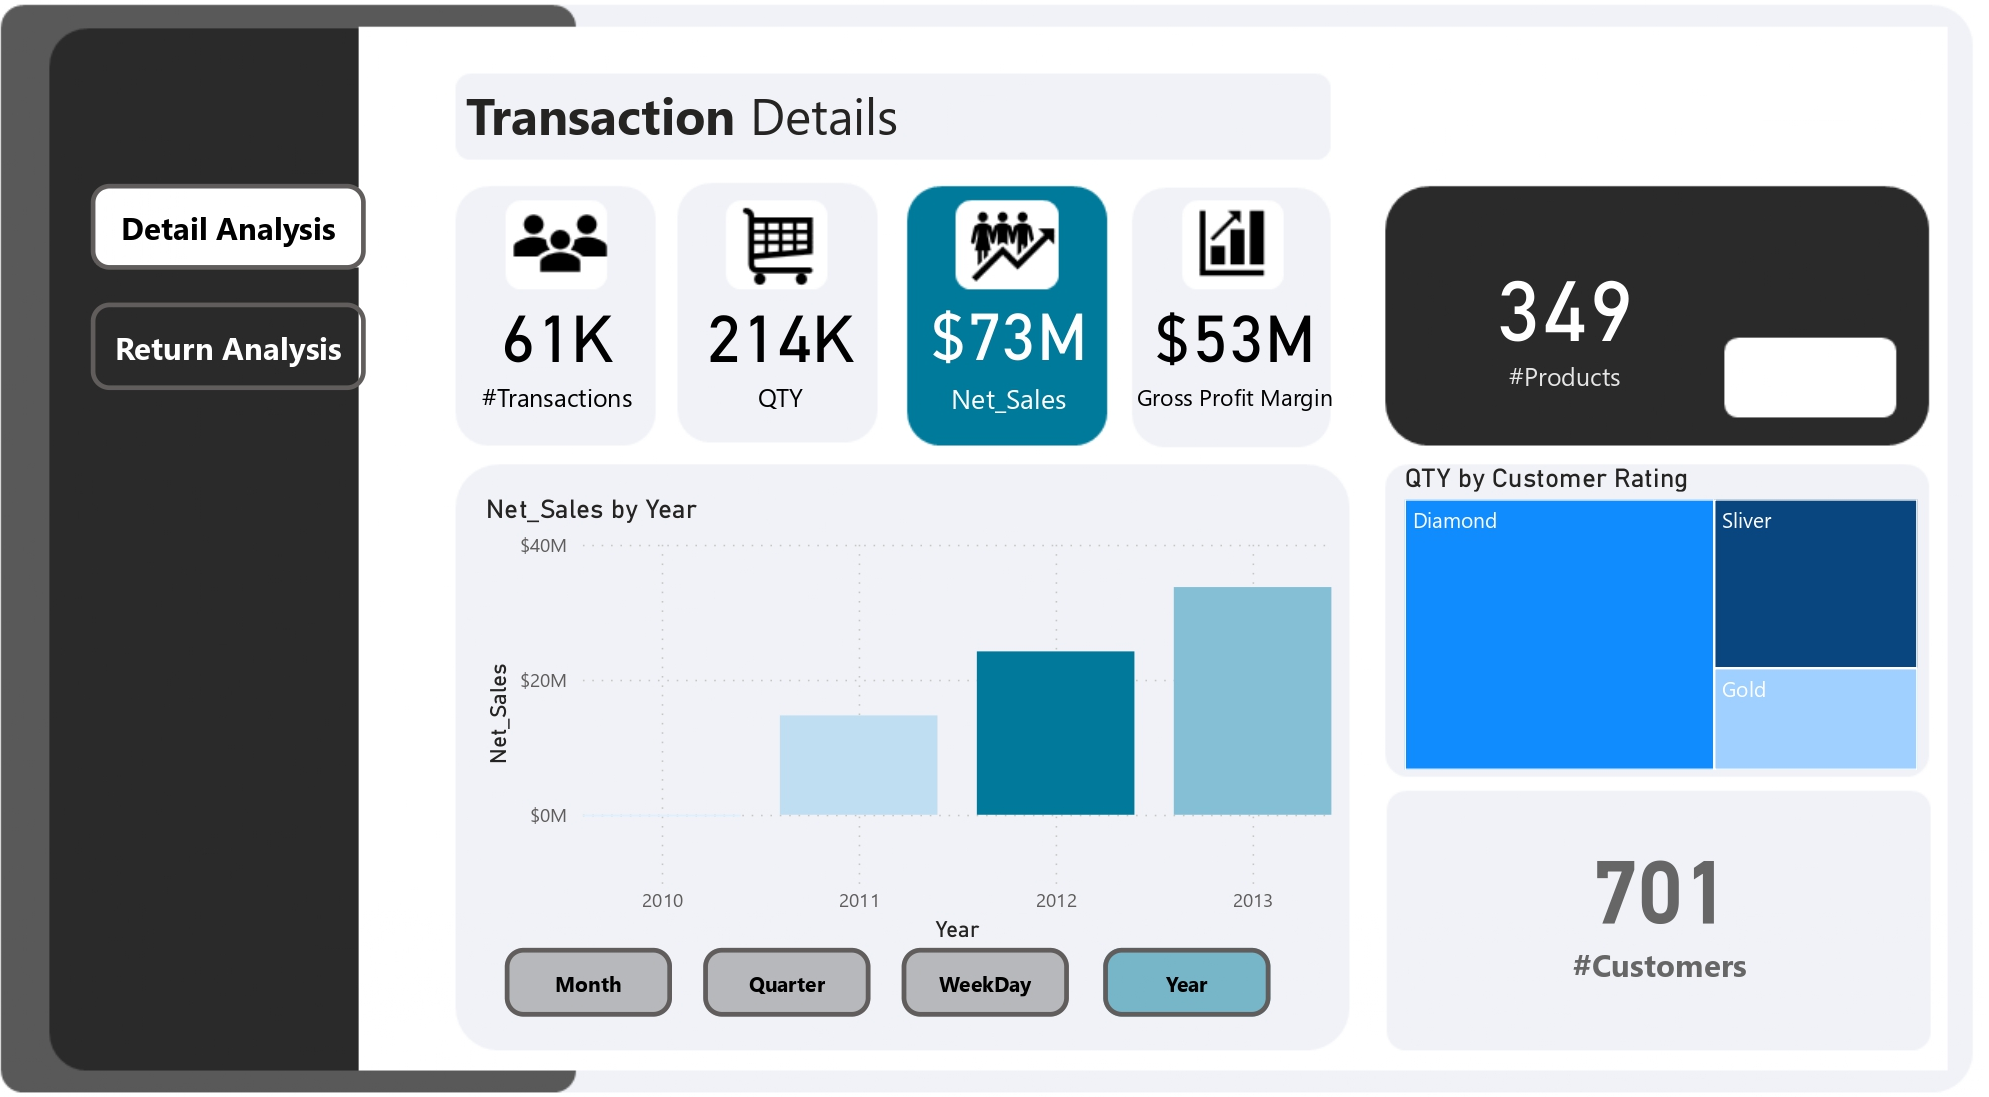 Transaction Details
Detail Analysis
Return Analysis
61K
#Transactions
214K
QTY
$73M
Net_Sales
$53M
Gross Profit Margin
349
#Products
Net_Sales by Year
$40M
$20M
$0M
Net_Sales
2010
2011
2012
2013
Year
Month
Quarter
WeekDay
Year
QTY by Customer Rating
Diamond
Sliver
Gold
701
#Customers